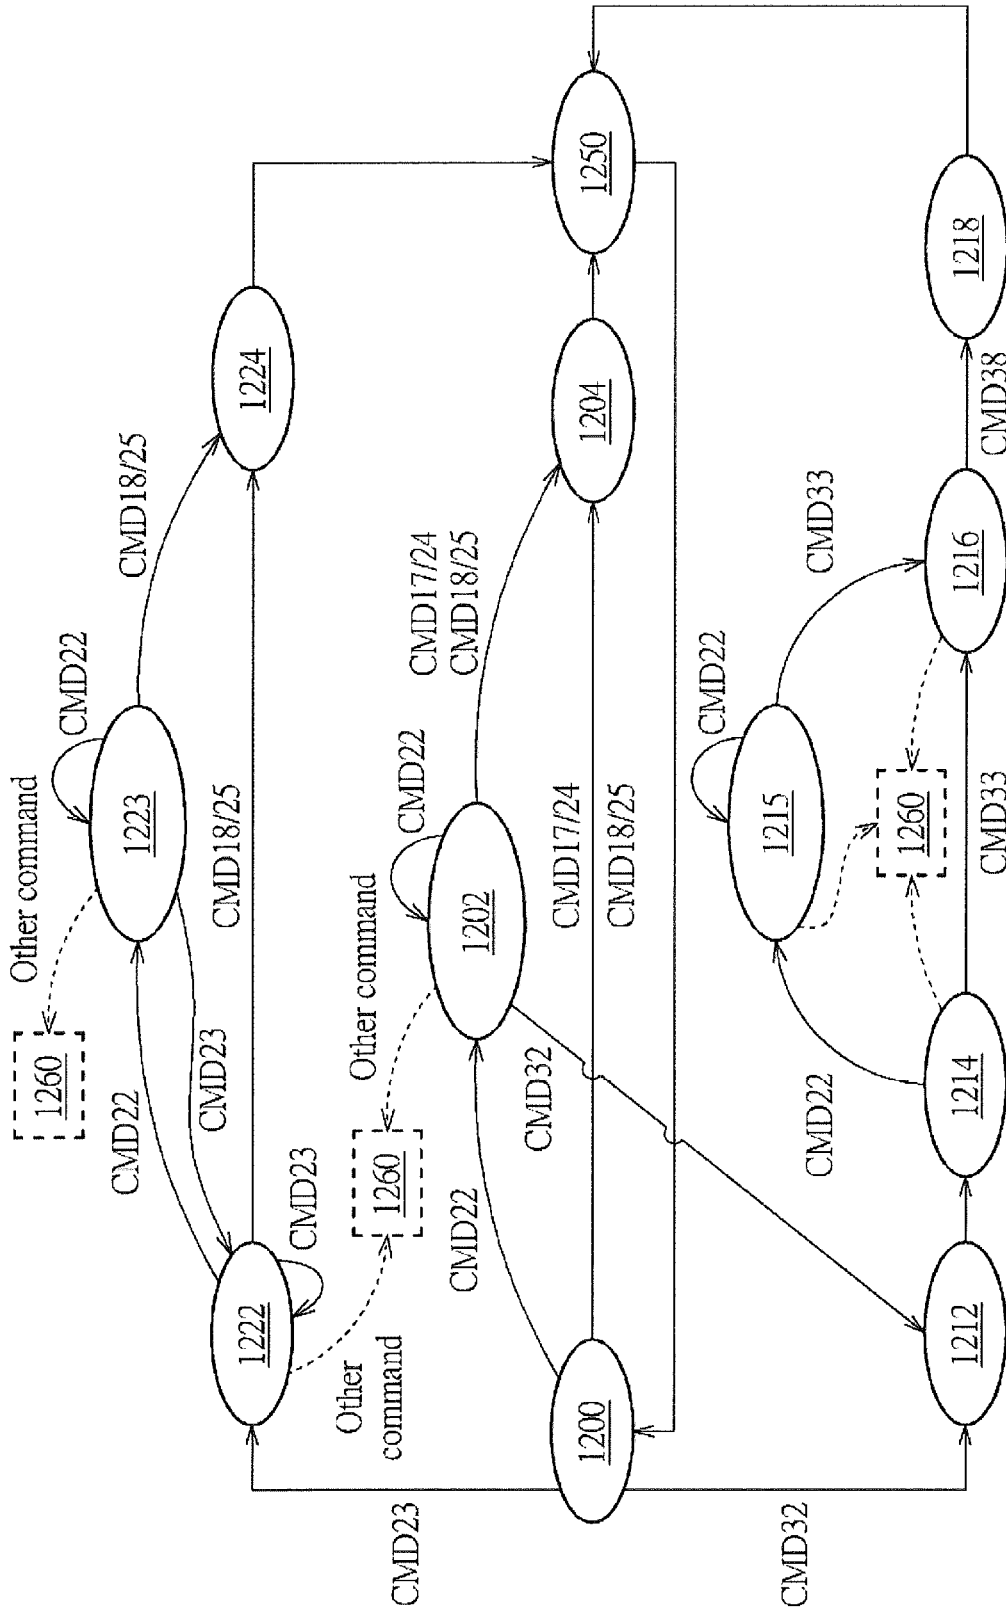 Other command
1260
CMD22
1223
CMD22
CMD18/25
CMD23
1222
CMD23
CMD18/25
1224
CMD23
Other
command
1260
Other command
CMD22
1202
CMD22
CMD17/24
CMD18/25
CMD32
1200
CMD17/24
CMD18/25
1204
1250
CMD32
CMD22
1215
CMD22
CMD33
1260
1212
1214
CMD33
1216
CMD38
1218